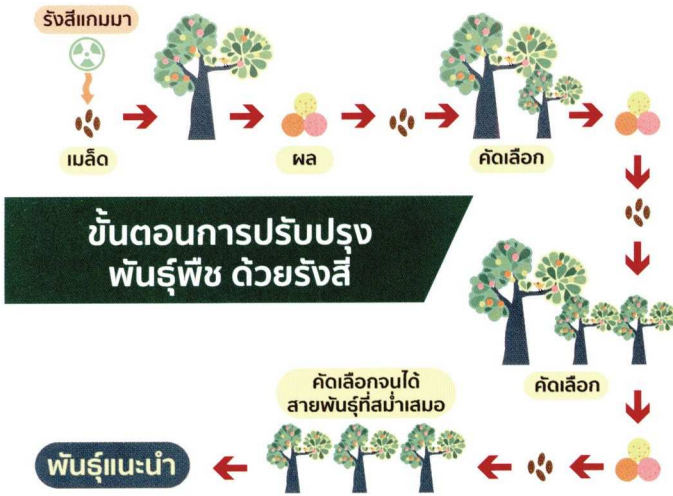 รังสีแกมมา
เมล็ด
ผล
คัดเลือก
ขั้นตอนการปรับปรุง
พันธุ์พืช ด้วยรังสี
คัดเลือก
คัดเลือกจนได้
สายพันธุ์ที่สม่ำเสมอ
พันธุ์แนะนำ